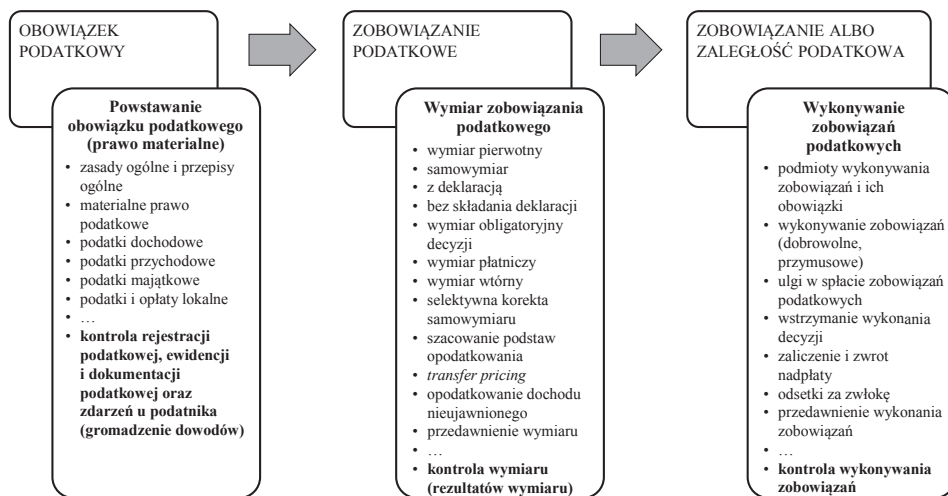 OBOWIĄZEK
PODATKOWY
Powstawanie
obowiązku podatkowego
(prawo materialne)
• zasady ogólne i przepisy
ogólne
• materialne prawo
podatkowe
• podatki dochodowe
• podatki przychodowe
• podatki majątkowe
• podatki i opłaty lokalne
• …
• kontrola rejestracji
podatkowej, ewidencji
i dokumentacji
podatkowej oraz
zdarzeń u podatnika
(gromadzenie dowodów)
ZOBOWIĄZANIE
PODATKOWE
Wymiar zobowiązania
podatkowego
• wymiar pierwotny
• samowymiar
• z deklaracją
• bez składania deklaracji
• wymiar obligatoryjny
decyzji
• wymiar płatniczy
• wymiar wtórny
• selektywna korekta
samowymiaru
• szacowanie podstaw
opodatkowania
• transfer pricing
• opodatkowanie dochodu
nieujawnionego
• przedawnienie wymiaru
• …
• kontrola wymiaru
(rezultatów wymiaru)
ZOBOWIĄZANIE ALBO
ZALEGŁOŚĆ PODATKOWA
Wykonywanie
zobowiązań
podatkowych
• podmioty wykonywania
zobowiązań i ich
obowiązki
• wykonywanie zobowiązań
(dobrowolne,
przymusowe)
• ulgi w spłacie zobowiązań
podatkowych
• wstrzymanie wykonania
decyzji
• zaliczenie i zwrot
nadpłaty
• odsetki za zwłokę
• przedawnienie wykonania
zobowiązań
• …
• kontrola wykonywania
zobowiązań